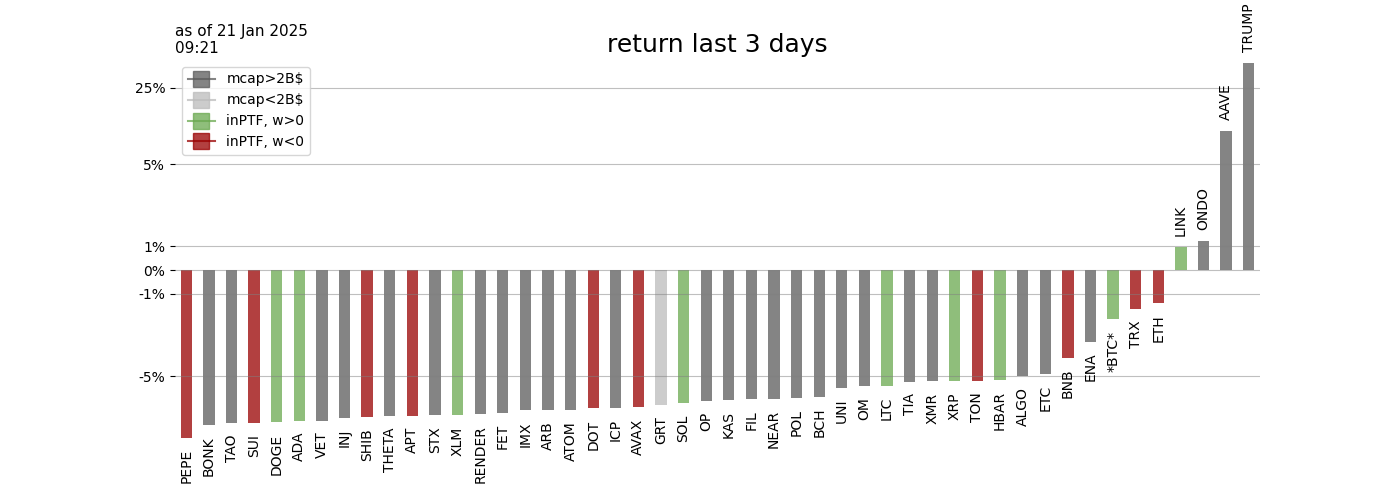 as of 21 Jan 2025
09:21
return last 3 days
mcap>2B$
mcap<2B$
inPTF, w>0
inPTF, w<0
25%
5%
1%
0%
-1%
-5%
PEPE
BONK
TAO
SUI
DOGE
ADA
VET
INJ
SHIB
THETA
APT
STX
XLM
RENDER
FET
IMX
ARB
ATOM
DOT
ICP
AVAX
GRT
SOL
OP
KAS
FIL
NEAR
POL
BCH
UNI
OM
LTC
TIA
XMR
XRP
TON
HBAR
ALGO
ETC
BNB
ENA
*BTC*
TRX
ETH
LINK
ONDO
AAVE
TRUMP